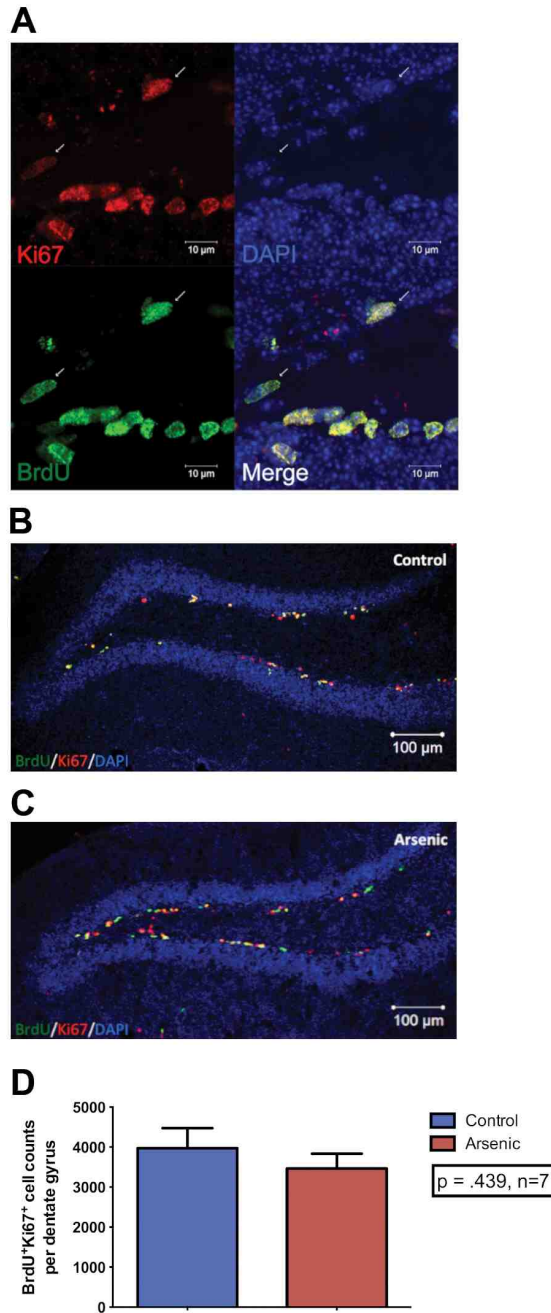 A
Ki67
10 µm
DAPI
10 µm
BrdU
10 µm
Merge
10 µm
B
Control
BrdU/Ki67/DAPI
100 µm
C
Arsenic
BrdU/Ki67/DAPI
100 µm
D
BrdU⁺Ki67⁺ cell counts
per dentate gyrus
5000
4000
3000
2000
1000
0
Control
Arsenic
p = .439, n=7